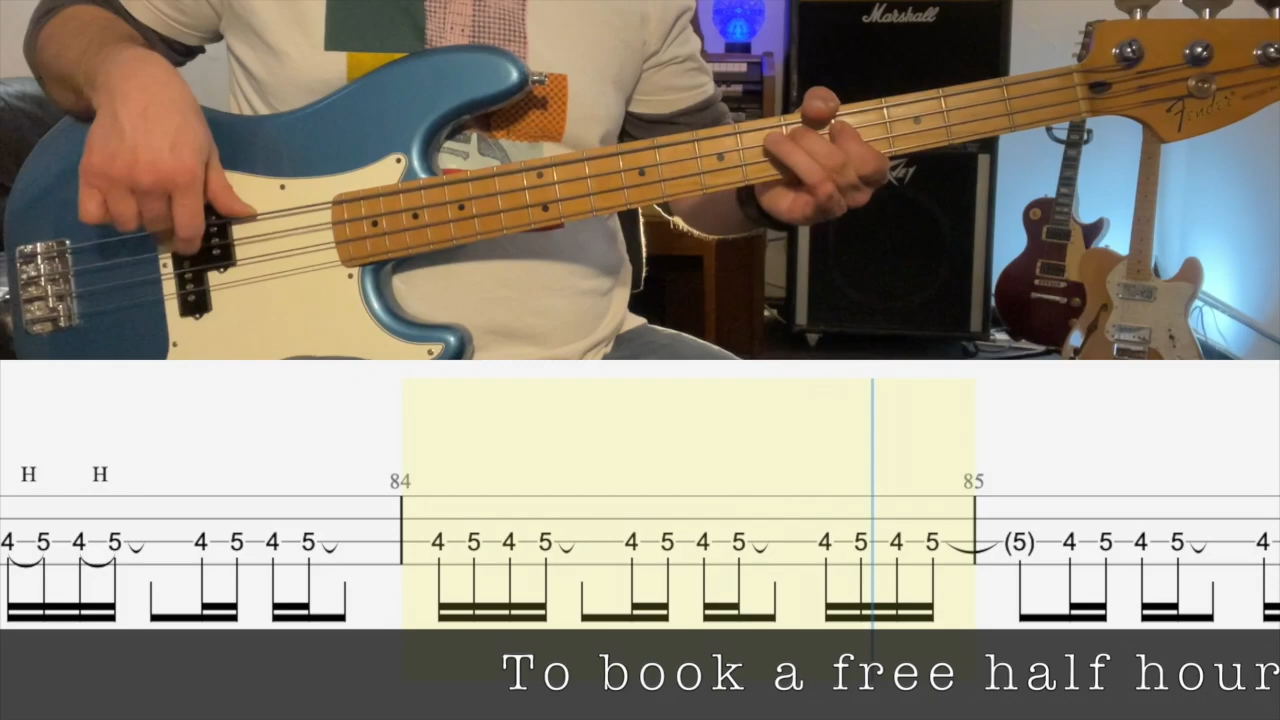 Marshall
Fender
H H
84 85
4 5 4 5 4 5 4 5 4 5 4 5 4 5 4 5 4 5 4 5 (5) 4 5 4 5 4
To book a free half hour